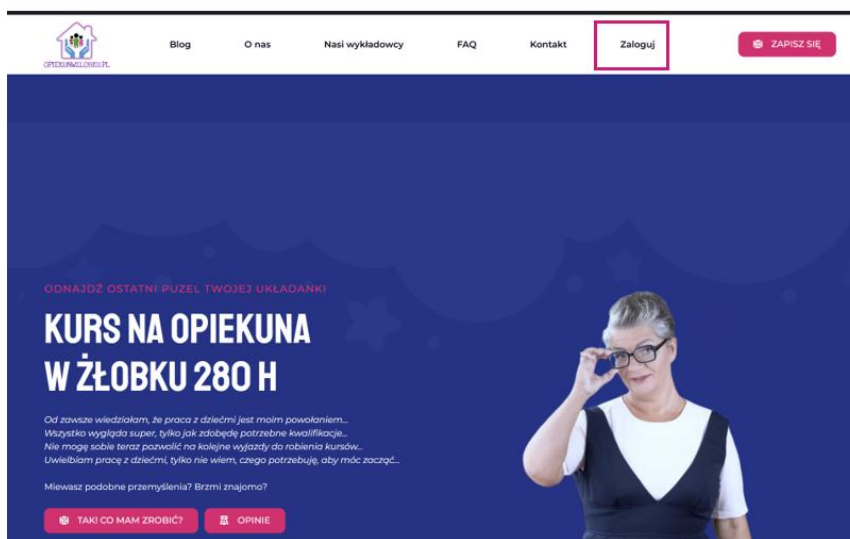 Blog
O nas
Nasi wykładowcy
FAQ
Kontakt
Zaloguj
ZAPISZ SIĘ
OPIEKUNWZLOBKU.PL
ODNAJDŹ OSTATNI PUZEL TWOJEJ UKŁADANKI
KURS NA OPIEKUNA
W ŻŁOBKU 280 H
Od zawsze wiedziałam, że praca z dziećmi jest moim powołaniem...
Wszystko wygląda super, tylko jak zdobędę potrzebne kwalifikacje...
Nie mogę sobie teraz pozwolić na kolejne wyjazdy do robienia kursów...
Uwielbiam pracę z dziećmi, tylko nie wiem, czego potrzebuję, aby móc zacząć...
Miewasz podobne przemyślenia? Brzmi znajomo?
TAK! CO MAM ZROBIĆ?
OPINIE